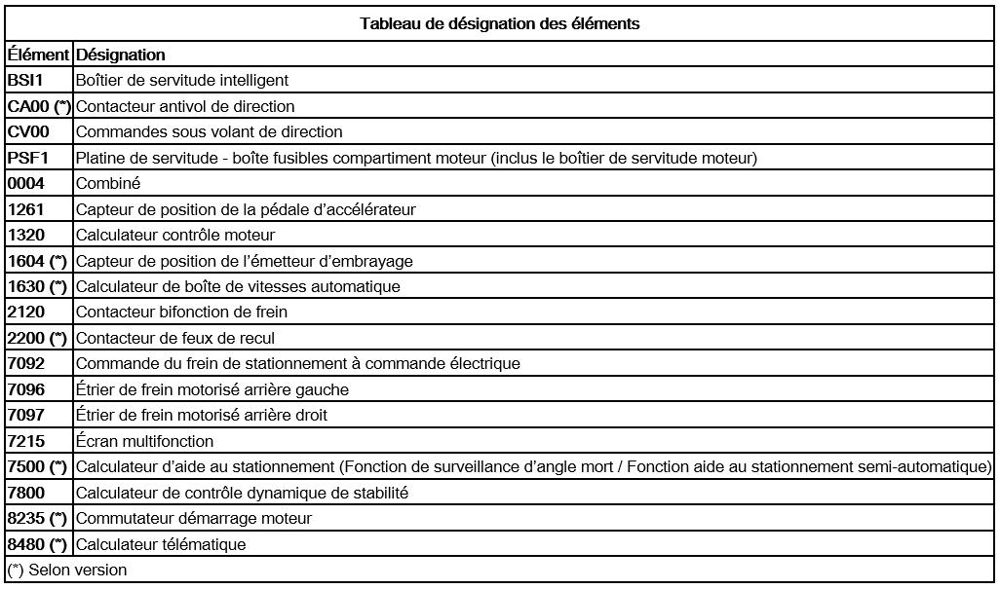 Tableau de désignation des éléments
Élément Désignation
BSI1 Boîtier de servitude intelligent
CA00 (*) Contacteur antivol de direction
CV00 Commandes sous volant de direction
PSF1 Platine de servitude - boîte fusibles compartiment moteur (inclus le boîtier de servitude moteur)
0004 Combiné
1261 Capteur de position de la pédale d’accélérateur
1320 Calculateur contrôle moteur
1604 (*) Capteur de position de l’émetteur d’embrayage
1630 (*) Calculateur de boîte de vitesses automatique
2120 Contacteur bifonction de frein
2200 (*) Contacteur de feux de recul
7092 Commande du frein de stationnement à commande électrique
7096 Étrier de frein motorisé arrière gauche
7097 Étrier de frein motorisé arrière droit
7215 Écran multifonction
7500 (*) Calculateur d’aide au stationnement (Fonction de surveillance d’angle mort / Fonction aide au stationnement semi-automatique)
7800 Calculateur de contrôle dynamique de stabilité
8235 (*) Commutateur démarrage moteur
8480 (*) Calculateur télématique
(*) Selon version